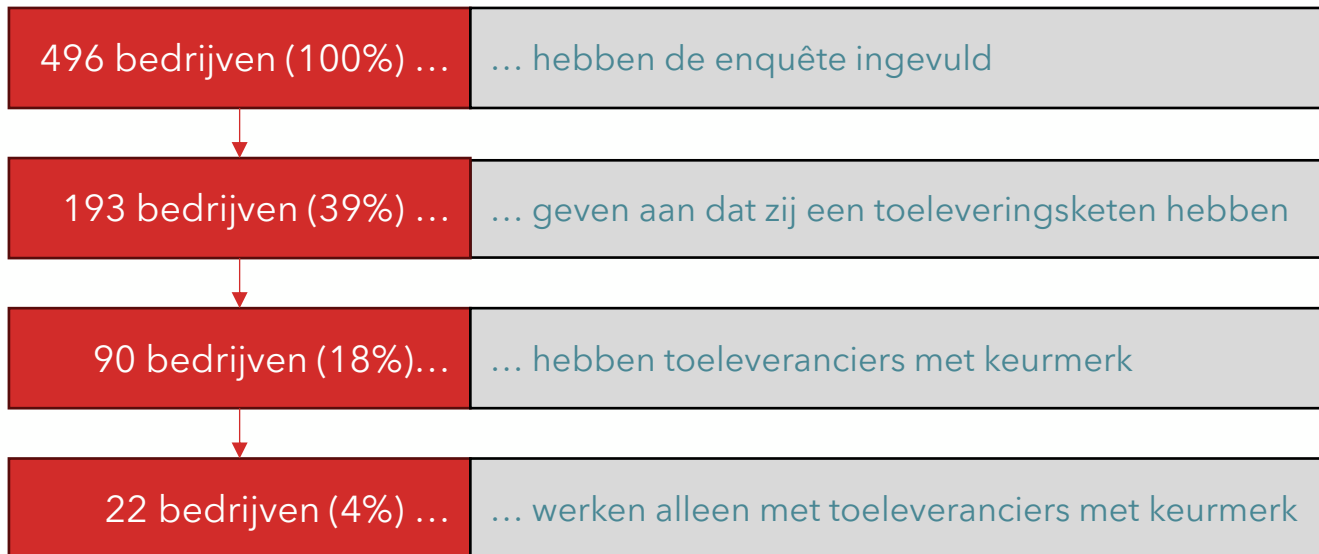 496 bedrijven (100%) … … hebben de enquête ingevuld
193 bedrijven (39%) … … geven aan dat zij een toeleveringsketen hebben
90 bedrijven (18%)… … hebben toeleveranciers met keurmerk
22 bedrijven (4%) … … werken alleen met toeleveranciers met keurmerk